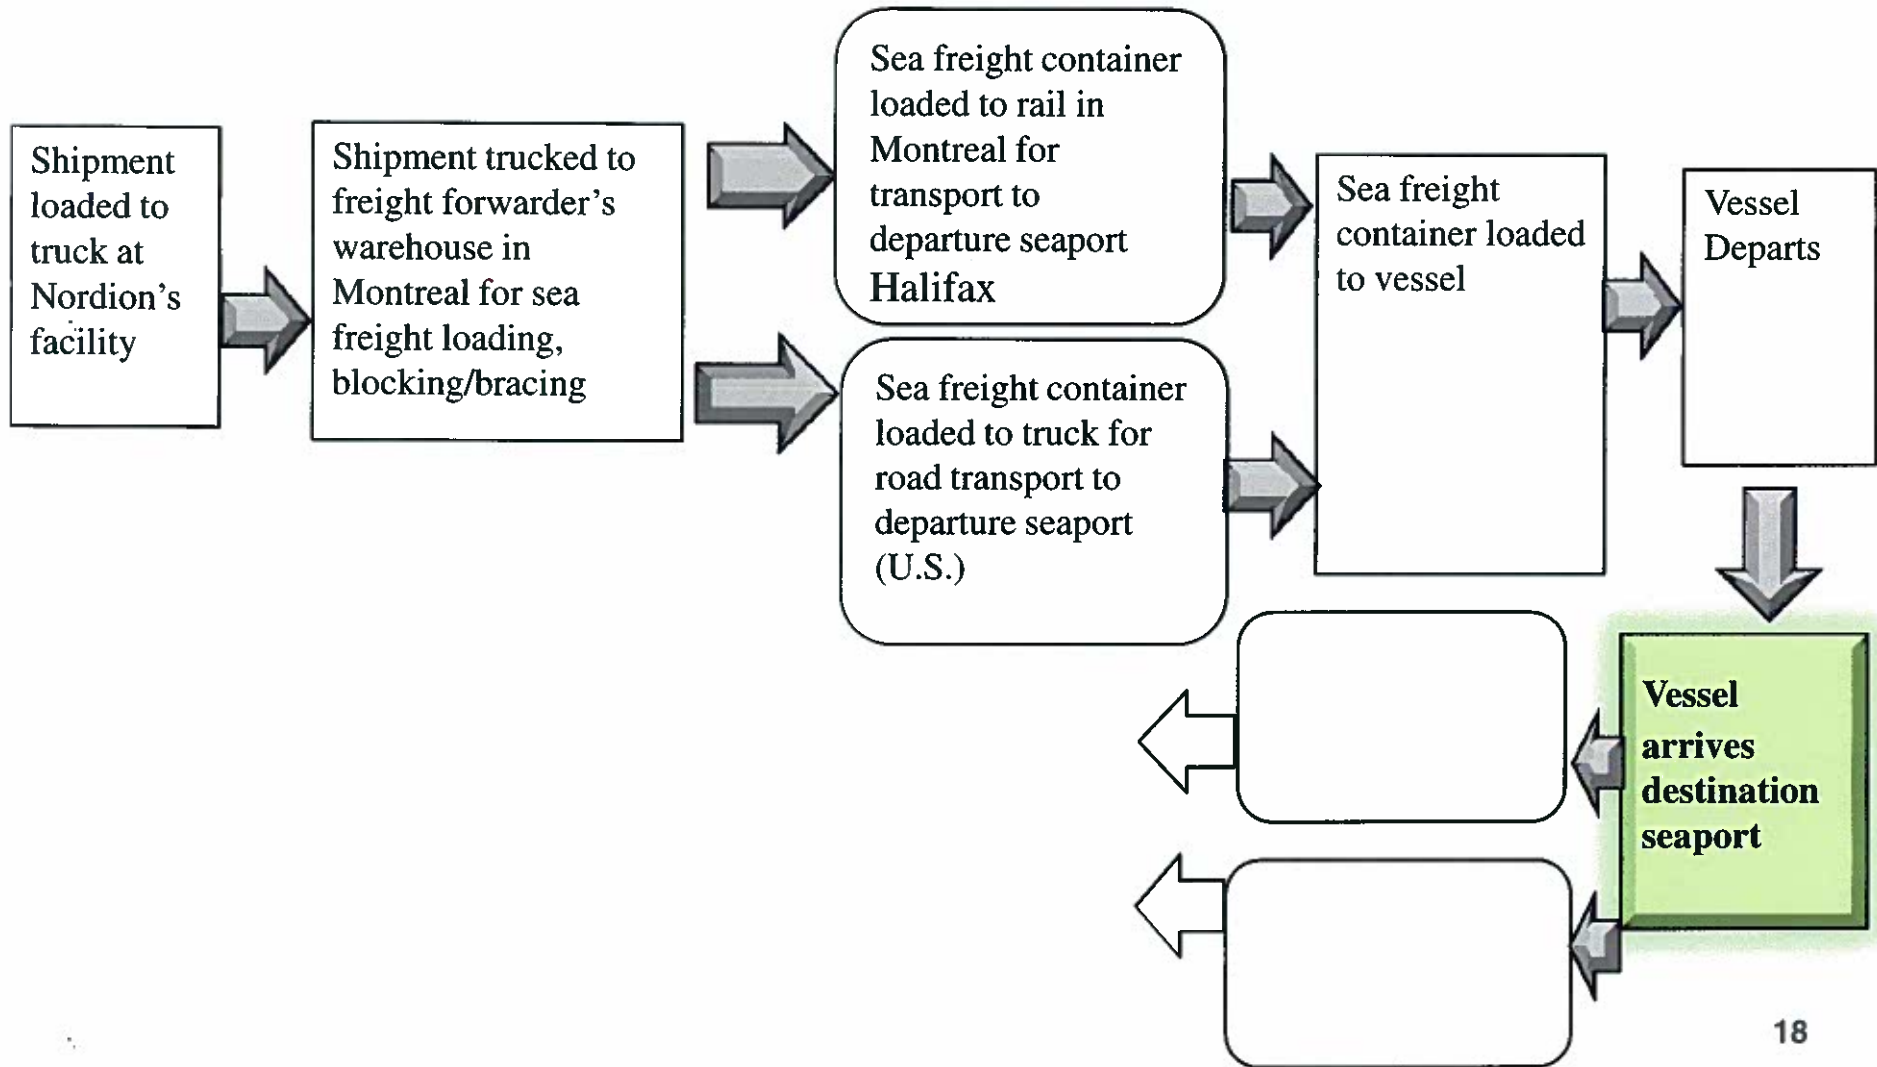 Shipment
loaded to
truck at
Nordion’s
facility
Shipment trucked to
freight forwarder’s
warehouse in
Montreal for sea
freight loading,
blocking/bracing
Sea freight container
loaded to rail in
Montreal for
transport to
departure seaport
Halifax
Sea freight container
loaded to truck for
road transport to
departure seaport
(U.S.)
Sea freight
container loaded
to vessel
Vessel
Departs
Vessel
arrives
destination
seaport
18